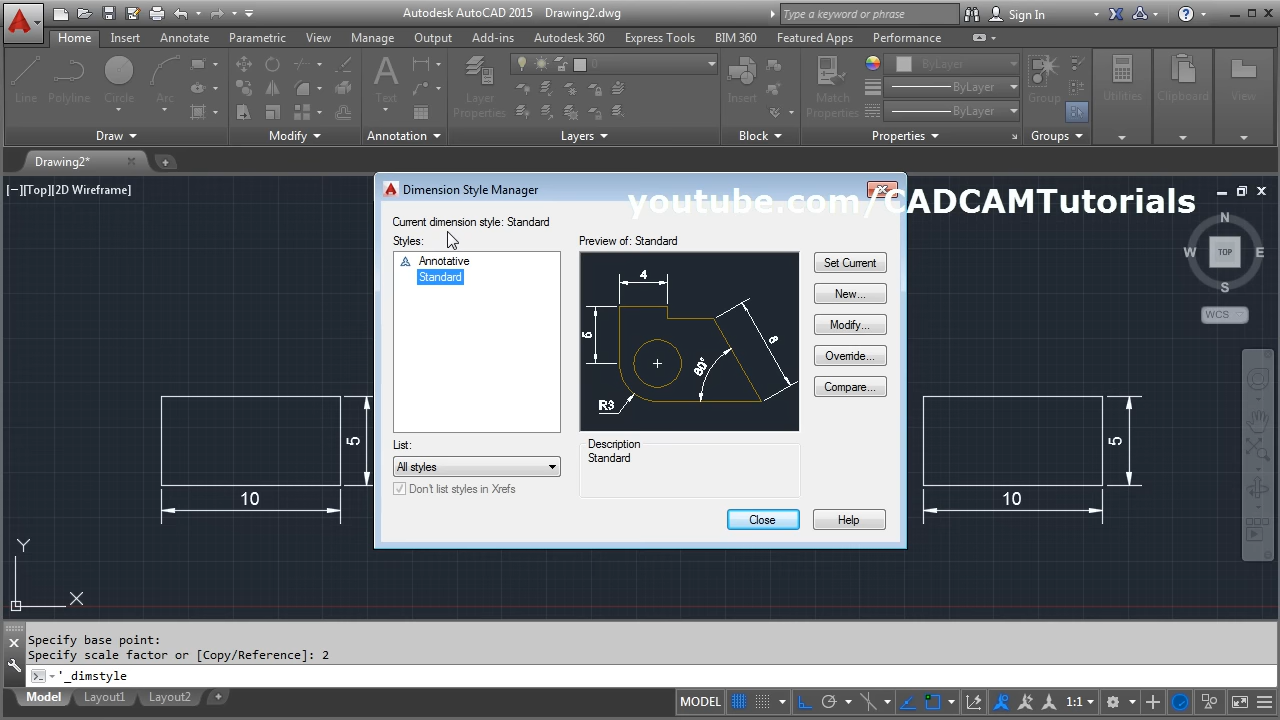 Autodesk AutoCAD 2015 Drawing2.dwg
Type a keyword or phrase
Sign In
Home Insert Annotate Parametric View Manage Output Add-ins Autodesk 360 Express Tools BIM 360 Featured Apps Performance
Line Polyline Circle Arc
Text
Layer Properties
0
Insert
Match Properties
ByLayer
ByLayer
ByLayer
Group
Utilities
Clipboard
View
Draw Modify Annotation Layers Block Properties Groups
Drawing2*
[−][Top][2D Wireframe]
Dimension Style Manager
youtube.com/CADCAMTutorials
Current dimension style: Standard
Styles:
Annotative
Standard
Preview of: Standard
4
5
8
80°
R3
Set Current
New...
Modify...
Override...
Compare...
List:
All styles
Don't list styles in Xrefs
Description
Standard
Close
Help
N
W TOP E
S
WCS
5
10
5
10
Y
X
Specify base point:
Specify scale factor or [Copy/Reference]: 2
'_dimstyle
Model Layout1 Layout2 +
MODEL
1:1